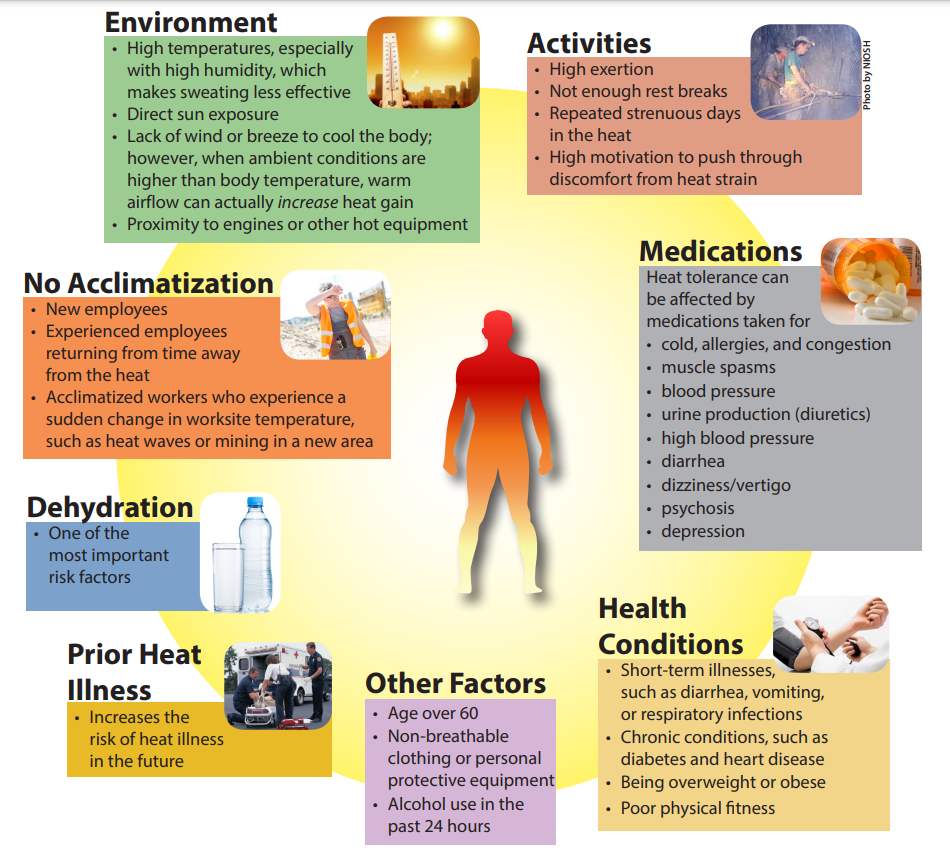 Environment
• High temperatures, especially
with high humidity, which
makes sweating less effective
• Direct sun exposure
• Lack of wind or breeze to cool the body;
however, when ambient conditions are
higher than body temperature, warm
airflow can actually increase heat gain
• Proximity to engines or other hot equipment
Activities
• High exertion
• Not enough rest breaks
• Repeated strenuous days
in the heat
• High motivation to push through
discomfort from heat strain
Photo by NIOSH
No Acclimatization
• New employees
• Experienced employees
returning from time away
from the heat
• Acclimatized workers who experience a
sudden change in worksite temperature,
such as heat waves or mining in a new area
Medications
Heat tolerance can
be affected by
medications taken for
• cold, allergies, and congestion
• muscle spasms
• blood pressure
• urine production (diuretics)
• high blood pressure
• diarrhea
• dizziness/vertigo
• psychosis
• depression
Dehydration
• One of the
most important
risk factors
Prior Heat
Illness
• Increases the
risk of heat illness
in the future
Other Factors
• Age over 60
• Non-breathable
clothing or personal
protective equipment
• Alcohol use in the
past 24 hours
Health
Conditions
• Short-term illnesses,
such as diarrhea, vomiting,
or respiratory infections
• Chronic conditions, such as
diabetes and heart disease
• Being overweight or obese
• Poor physical fitness